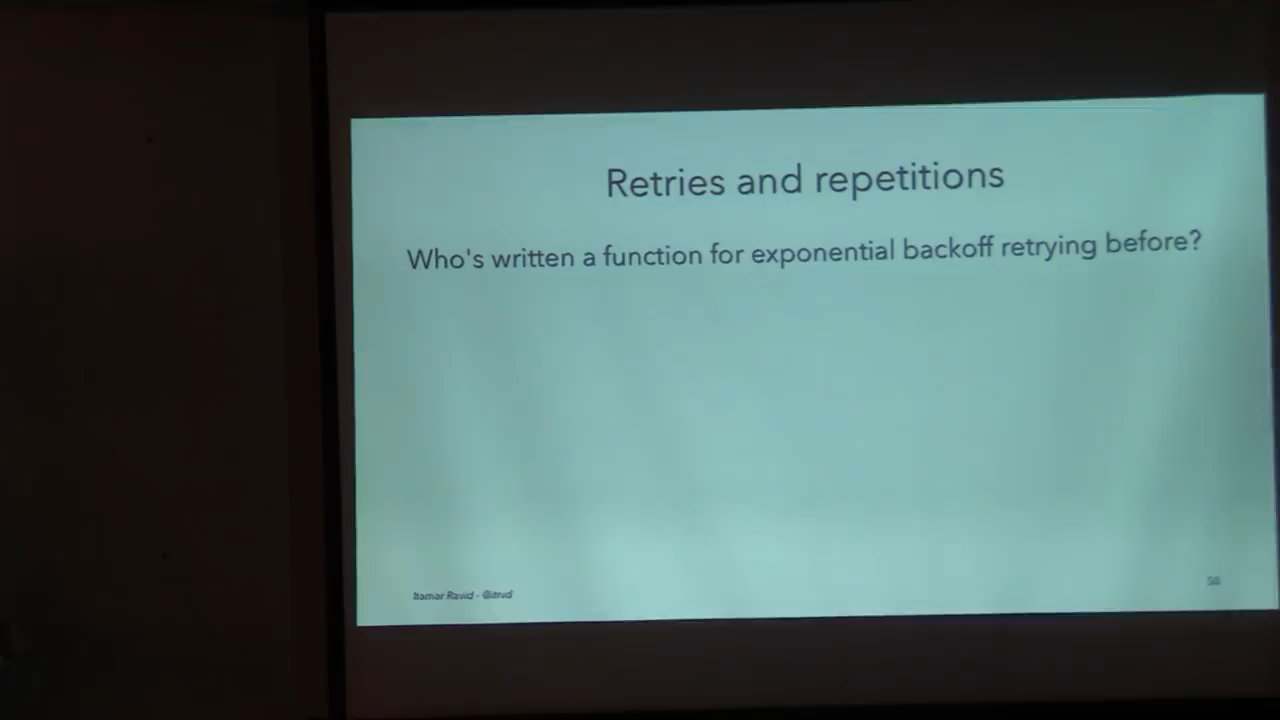 Retries and repetitions
Who's written a function for exponential backoff retrying before?
Itamar Ravid - @itrvd